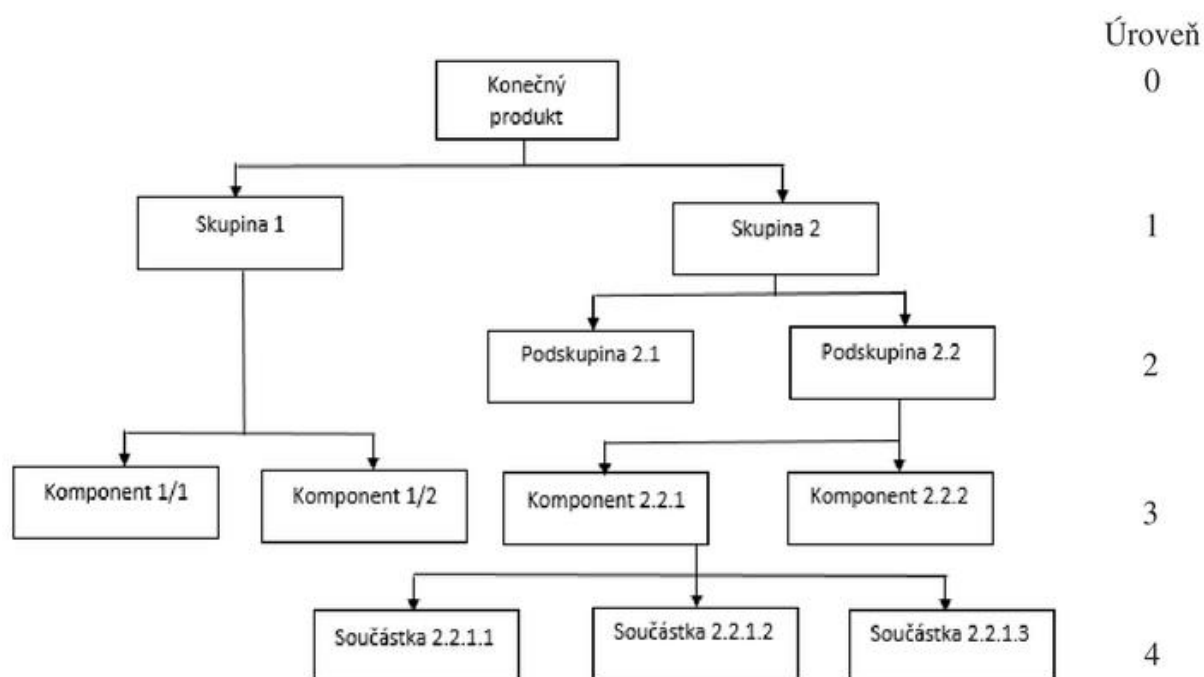 Úroveň
Konečný
produkt
0
Skupina 1
Skupina 2
1
Podskupina 2.1
Podskupina 2.2
2
Komponent 1/1
Komponent 1/2
Komponent 2.2.1
Komponent 2.2.2
3
Součástka 2.2.1.1
Součástka 2.2.1.2
Součástka 2.2.1.3
4